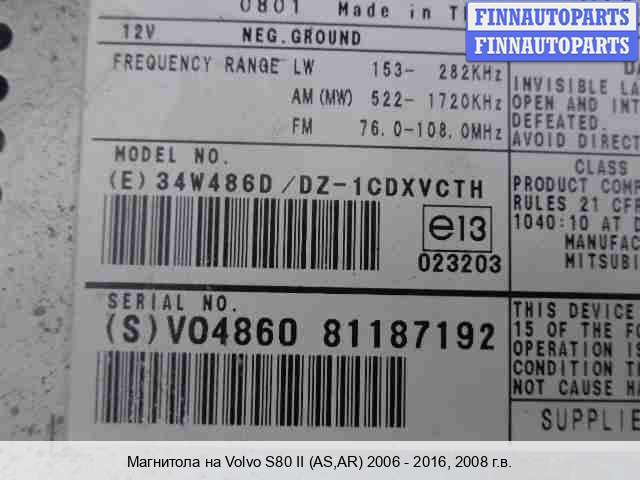 0801 Made in T
FINNAUTOPARTS
FINNAUTOPARTS
12V NEG.GROUND
FREQUENCY RANGE LW 153- 282KHz
AM (MW) 522- 1720KHz
FM 76.0-108.0MHz
INVISIBLE LA
OPEN AND INT
DEFEATED.
AVOID DIRECT
MODEL NO.
(E) 34W486D/DZ-1CDXVCTH
e13
023203
CLASS
PRODUCT COMP
RULES 21 CFR
1040:10 AT D
MANUFAC
MITSUBI
SERIAL NO.
(S)VO4860 81187192
THIS DEVICE
15 OF THE F
OPERATION IS
CONDITION TH
NOT CAUSE HA
SUPPLIE
Магнитола на Volvo S80 II (AS,AR) 2006 - 2016, 2008 г.в.